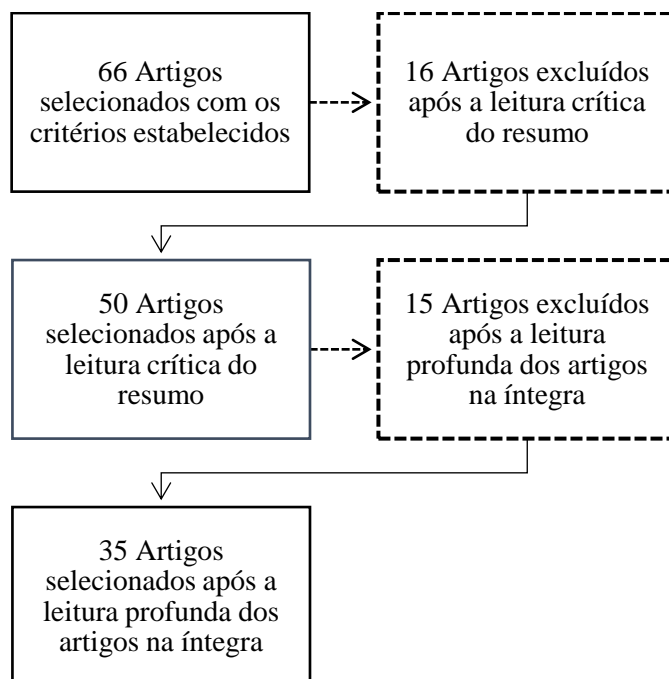 66 Artigos
selecionados com os
critérios estabelecidos
16 Artigos excluídos
após a leitura crítica
do resumo
50 Artigos
selecionados após a
leitura crítica do
resumo
15 Artigos excluídos
após a leitura
profunda dos artigos
na íntegra
35 Artigos
selecionados após a
leitura profunda dos
artigos na íntegra